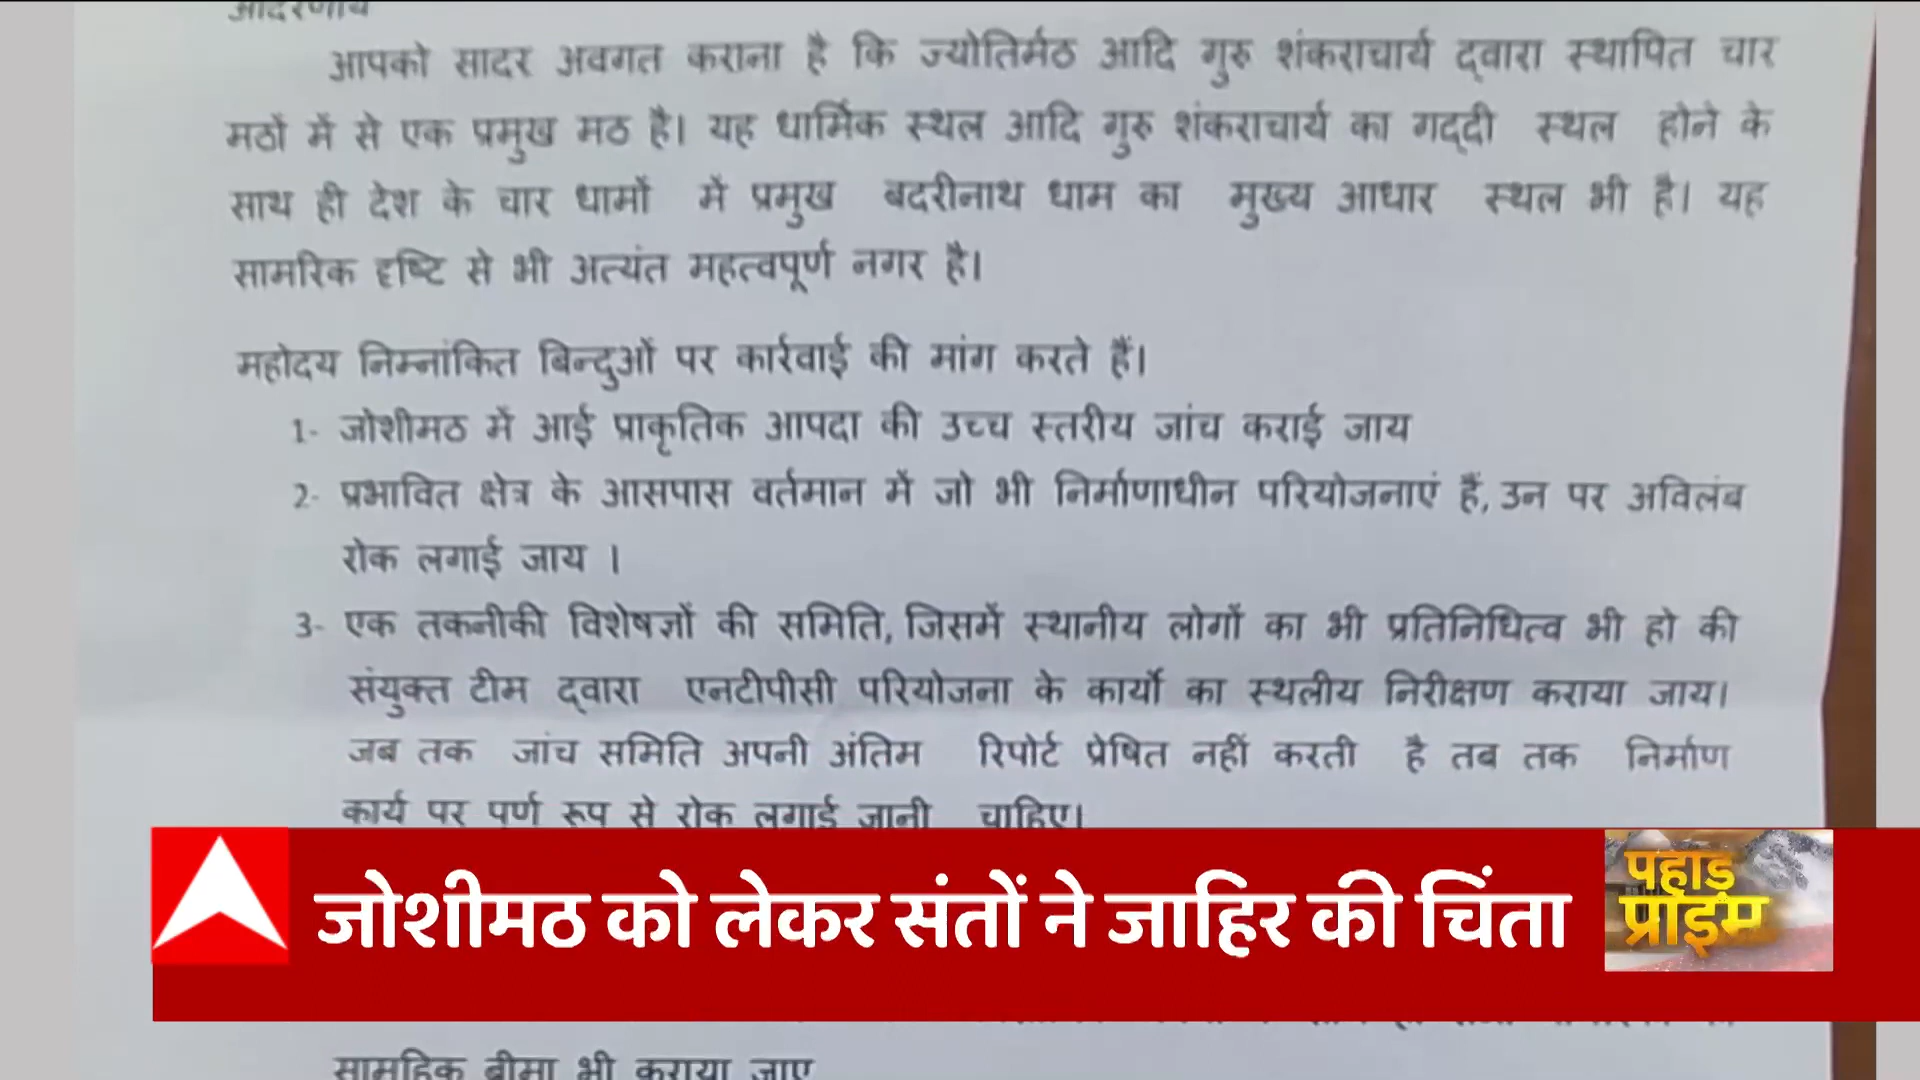 आदरणीय
आपको सादर अवगत कराना है कि ज्योतिर्मठ आदि गुरु शंकराचार्य द्वारा स्थापित चार
मठों में से एक प्रमुख मठ है। यह धार्मिक स्थल आदि गुरु शंकराचार्य का गद्दी स्थल होने के
साथ ही देश के चार धामों में प्रमुख बदरीनाथ धाम का मुख्य आधार स्थल भी है। यह
सामरिक दृष्टि से भी अत्यंत महत्वपूर्ण नगर है।
महोदय निम्नांकित बिन्दुओं पर कार्रवाई की मांग करते हैं।
1- जोशीमठ में आई प्राकृतिक आपदा की उच्च स्तरीय जांच कराई जाय
2- प्रभावित क्षेत्र के आसपास वर्तमान में जो भी निर्माणाधीन परियोजनाएं हैं, उन पर अविलंब
रोक लगाई जाय ।
3- एक तकनीकी विशेषज्ञों की समिति, जिसमें स्थानीय लोगों का भी प्रतिनिधित्व भी हो की
संयुक्त टीम द्वारा एनटीपीसी परियोजना के कार्यो का स्थलीय निरीक्षण कराया जाय।
जब तक जांच समिति अपनी अंतिम रिपोर्ट प्रेषित नहीं करती है तब तक निर्माण
कार्य पर पूर्ण रूप से रोक लगाई जानी चाहिए।
जोशीमठ को लेकर संतों ने जाहिर की चिंता
पहाड़
प्राइम
सामूहिक बीमा भी कराया जाए